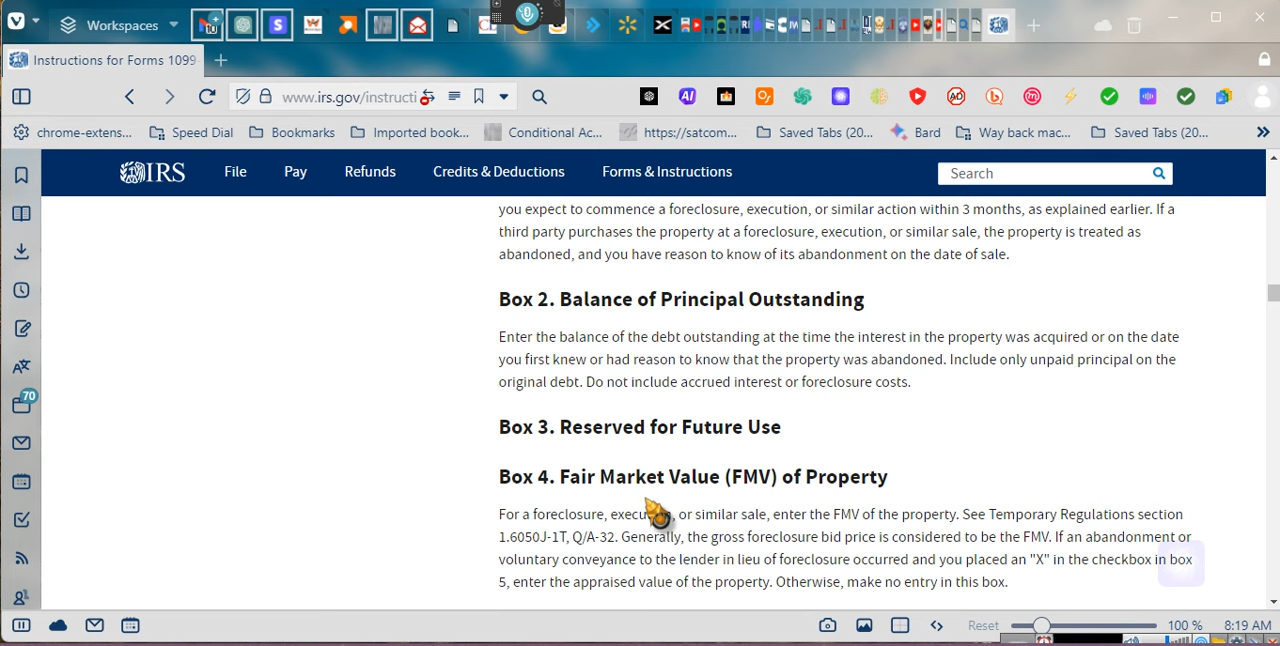 Workspaces
Instructions for Forms 1099
www.irs.gov/instructi
chrome-extens...
Speed Dial
Bookmarks
Imported book...
Conditional Ac...
https://satcom...
Saved Tabs (20...
Bard
Way back mac...
Saved Tabs (20...
IRS
File
Pay
Refunds
Credits & Deductions
Forms & Instructions
Search
you expect to commence a foreclosure, execution, or similar action within 3 months, as explained earlier. If a
third party purchases the property at a foreclosure, execution, or similar sale, the property is treated as
abandoned, and you have reason to know of its abandonment on the date of sale.
Box 2. Balance of Principal Outstanding
Enter the balance of the debt outstanding at the time the interest in the property was acquired or on the date
you first knew or had reason to know that the property was abandoned. Include only unpaid principal on the
original debt. Do not include accrued interest or foreclosure costs.
Box 3. Reserved for Future Use
Box 4. Fair Market Value (FMV) of Property
For a foreclosure, or similar sale, enter the FMV of the property. See Temporary Regulations section
1.6050J-1T, Q/A-32. Generally, the gross foreclosure bid price is considered to be the FMV. If an abandonment or
voluntary conveyance to the lender in lieu of foreclosure occurred and you placed an "X" in the checkbox in box
5, enter the appraised value of the property. Otherwise, make no entry in this box.
70
Reset
100 %
8:19 AM